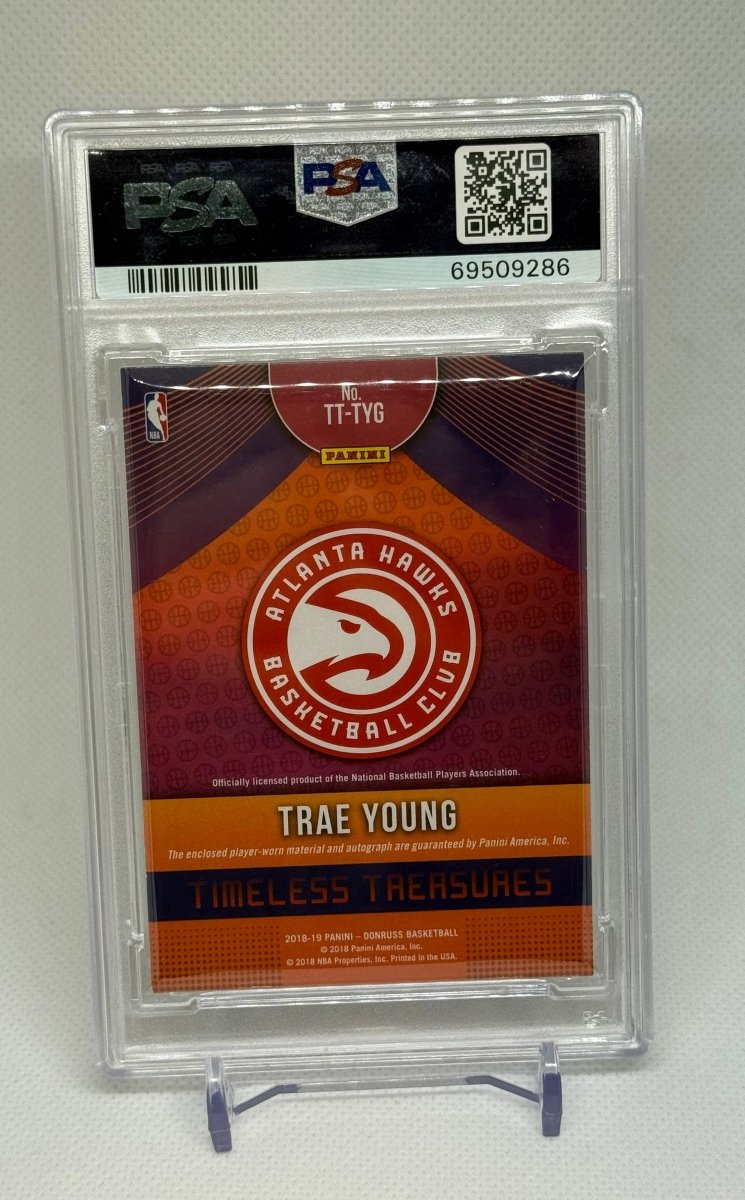 PSA
PSA
69509286
No.
TT-TYG
NBA
PANINI
ATLANTA HAWKS
BASKETBALL CLUB
Officially licensed product of the National Basketball Players Association.
TRAE YOUNG
The enclosed player-worn material and autograph are guaranteed by Panini America, Inc.
TIMELESS TREASURES
2018-19 PANINI – DONRUSS BASKETBALL
© 2018 Panini America, Inc.
© 2018 NBA Properties, Inc. Printed in the USA.